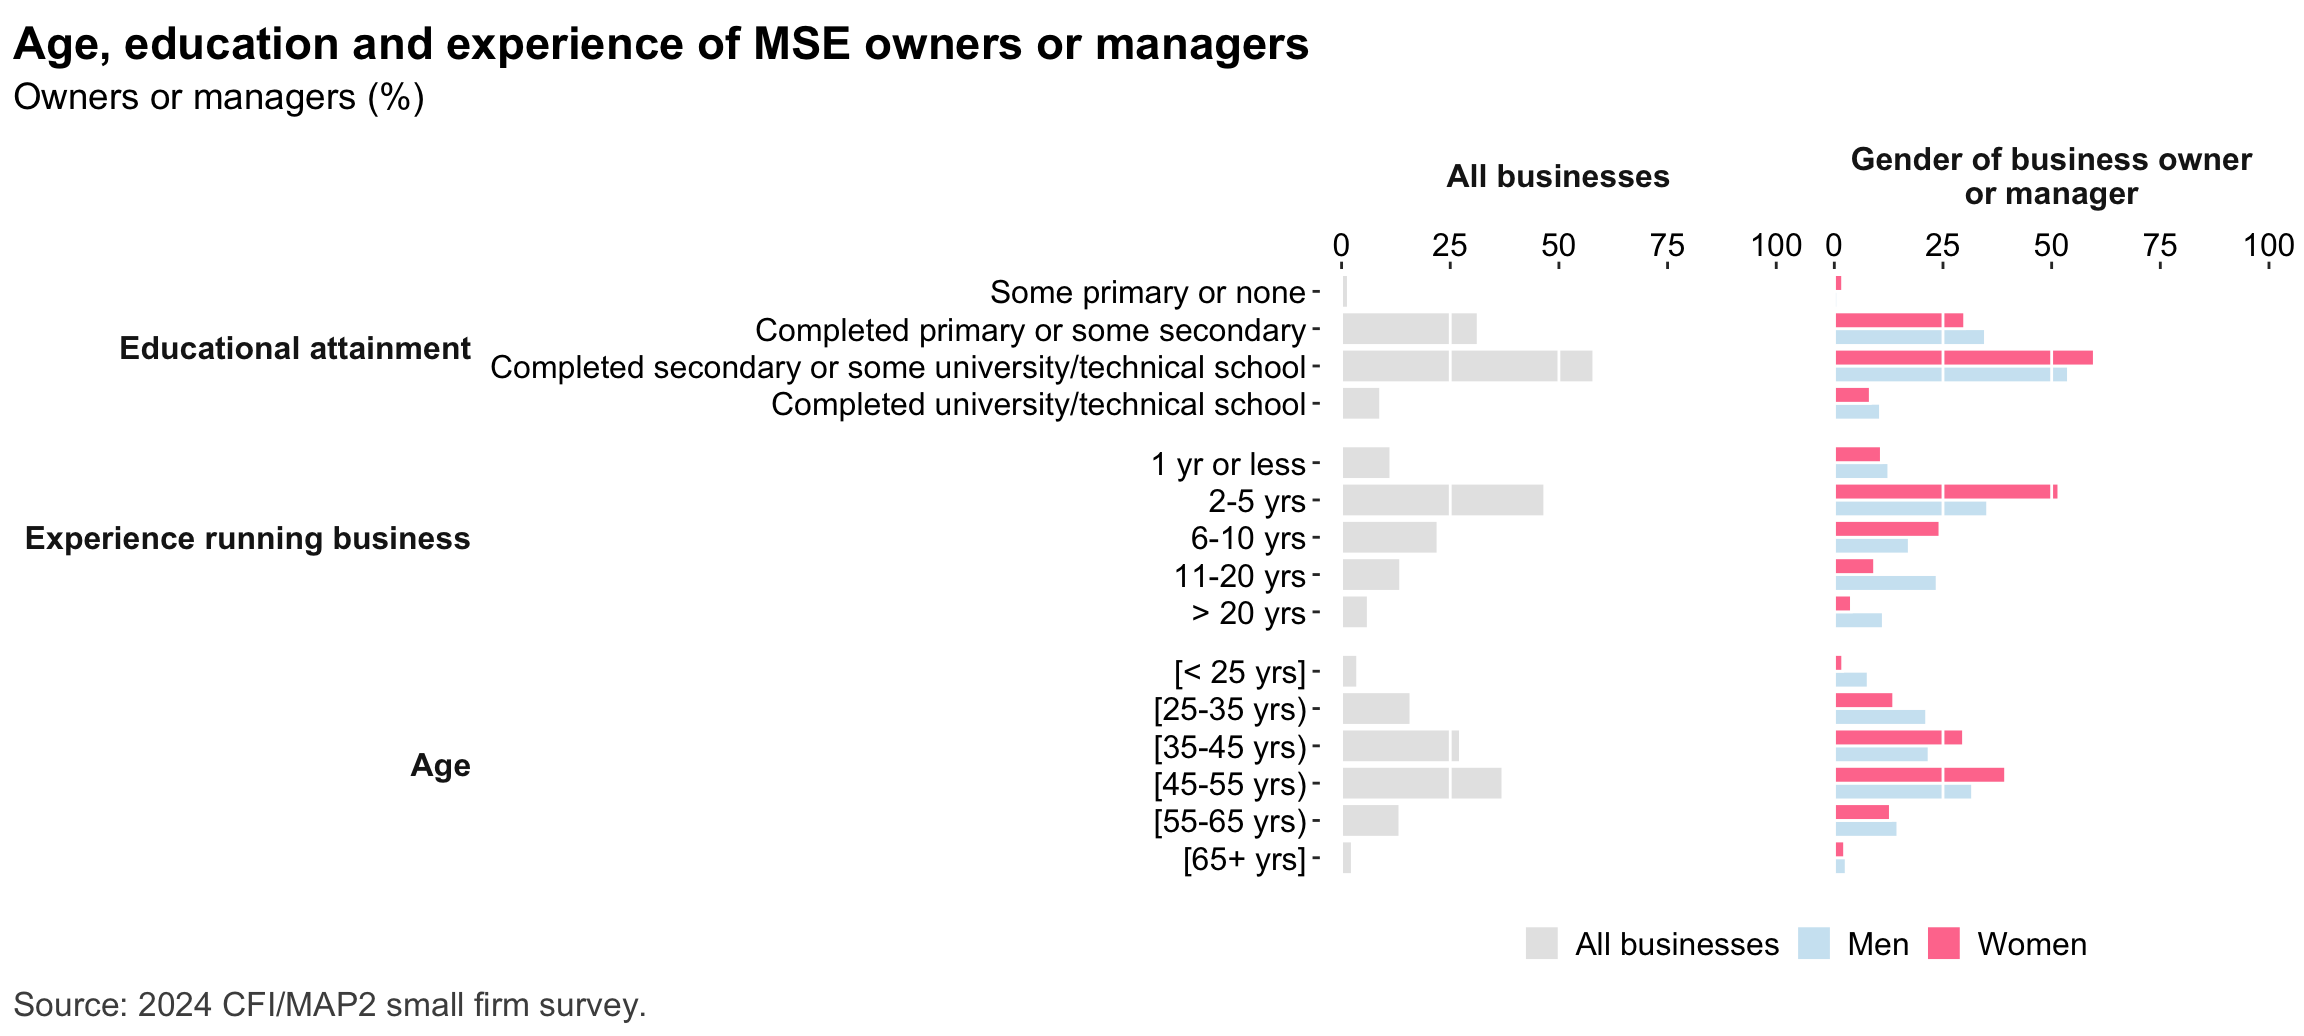 Age, education and experience of MSE owners or managers
Owners or managers (%)
All businesses
Gender of business owner
or manager
0 25 50 75 100 0 25 50 75 100
Educational attainment
Some primary or none
Completed primary or some secondary
Completed secondary or some university/technical school
Completed university/technical school
Experience running business
1 yr or less
2-5 yrs
6-10 yrs
11-20 yrs
> 20 yrs
Age
[< 25 yrs]
[25-35 yrs)
[35-45 yrs)
[45-55 yrs)
[55-65 yrs)
[65+ yrs]
All businesses Men Women
Source: 2024 CFI/MAP2 small firm survey.